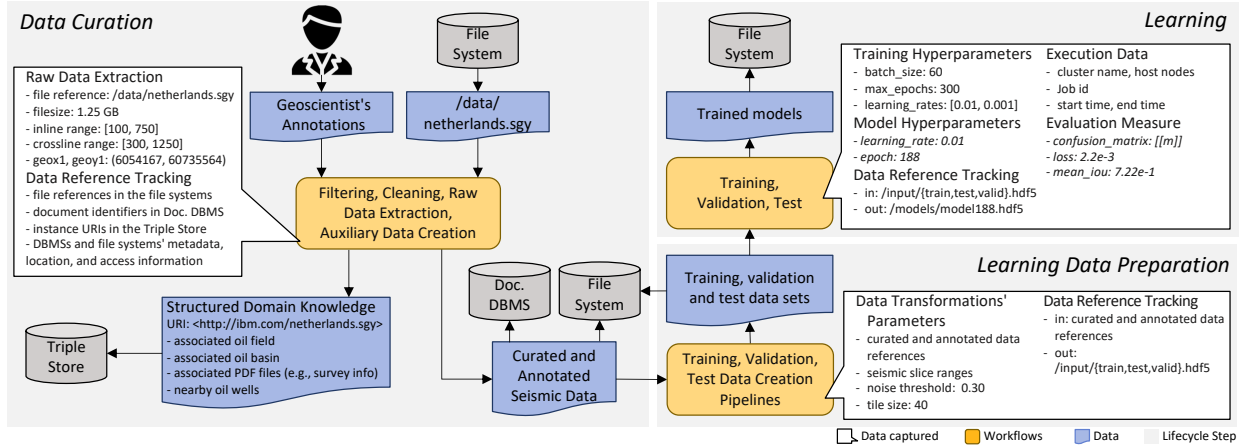 Data Curation
File
System
Raw Data Extraction
- file reference: /data/netherlands.sgy
- filesize: 1.25 GB
- inline range: [100, 750]
- crossline range: [300, 1250]
- geox1, geoy1: (6054167, 60735564)
Data Reference Tracking
- file references in the file systems
- document identifiers in Doc. DBMS
- instance URIs in the Triple Store
- DBMSs and file systems' metadata,
location, and access information
Geoscientist's
Annotations
/data/
netherlands.sgy
Filtering, Cleaning, Raw
Data Extraction,
Auxiliary Data Creation
Triple
Store
Structured Domain Knowledge
URI: <http://ibm.com/netherlands.sgy>
- associated oil field
- associated oil basin
- associated PDF files (e.g., survey info)
- nearby oil wells
Doc.
DBMS
File
System
Curated and
Annotated
Seismic Data
Learning
File
System
Trained models
Training,
Validation, Test
Training Hyperparameters
- batch_size: 60
- max_epochs: 300
- learning_rates: [0.01, 0.001]
Model Hyperparameters
- learning_rate: 0.01
- epoch: 188
Data Reference Tracking
- in: /input/{train,test,valid}.hdf5
- out: /models/model188.hdf5
Execution Data
- cluster name, host nodes
- Job id
- start time, end time
Evaluation Measure
- confusion_matrix: [[m]]
- loss: 2.2e-3
- mean_iou: 7.22e-1
Learning Data Preparation
Training, validation
and test data sets
Training, Validation,
Test Data Creation
Pipelines
Data Transformations'
Parameters
- curated and annotated data
references
- seismic slice ranges
- noise threshold: 0.30
- tile size: 40
Data Reference Tracking
- in: curated and annotated data
references
- out:
/input/{train,test,valid}.hdf5
Data captured
Workflows
Data
Lifecycle Step